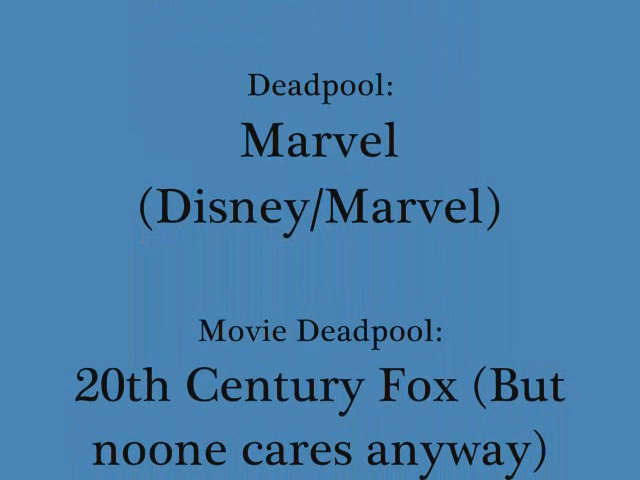 Deadpool:
Marvel
(Disney/Marvel)
Movie Deadpool:
20th Century Fox (But
noone cares anyway)